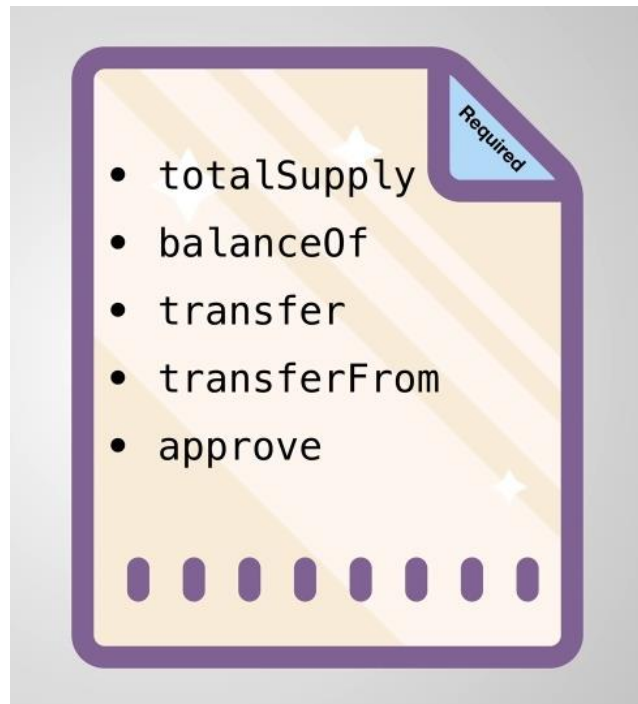 Required
• totalSupply
• balanceOf
• transfer
• transferFrom
• approve